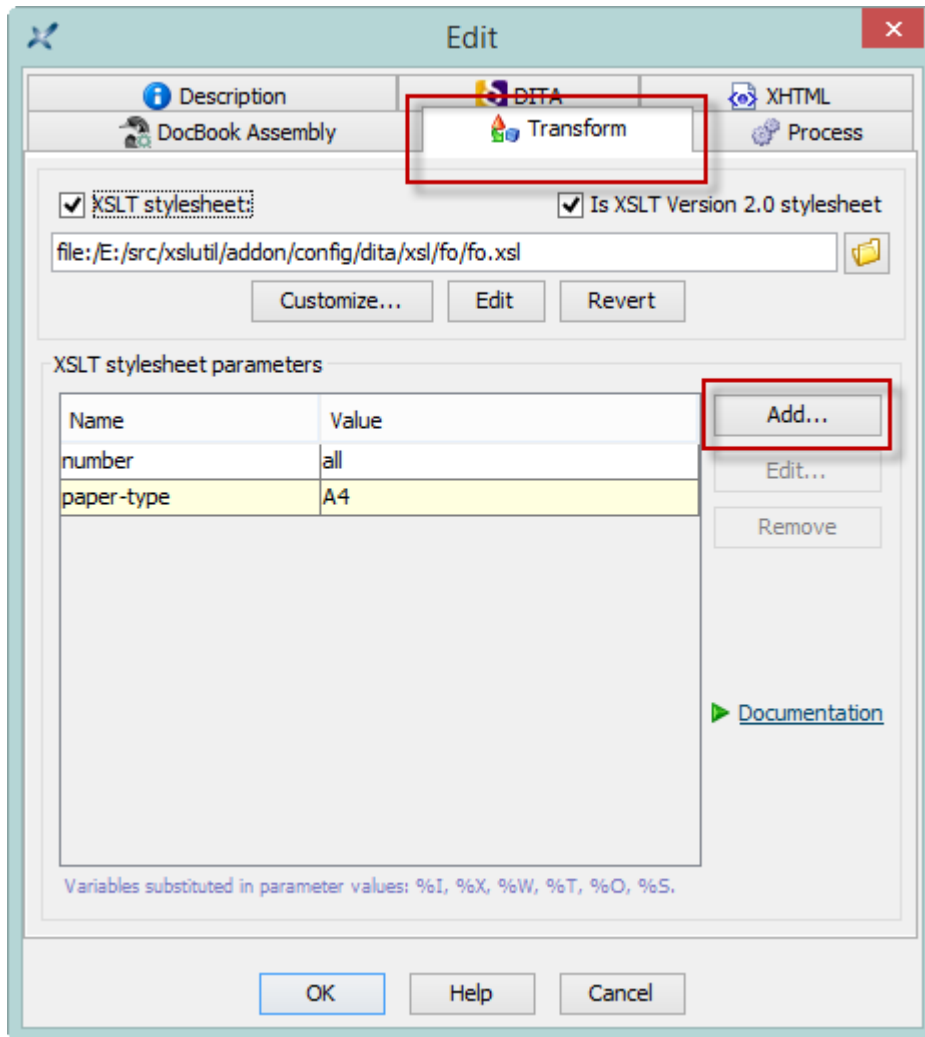 Edit
Description DITA XHTML
DocBook Assembly Transform Process
XSLT stylesheet: Is XSLT Version 2.0 stylesheet
file:/E:/src/xslutil/addon/config/dita/xsl/fo/fo.xsl
Customize... Edit Revert
XSLT stylesheet parameters
Name Value Add...
number all Edit...
paper-type A4
Remove
Documentation
Variables substituted in parameter values: %I, %X, %W, %T, %O, %S.
OK Help Cancel